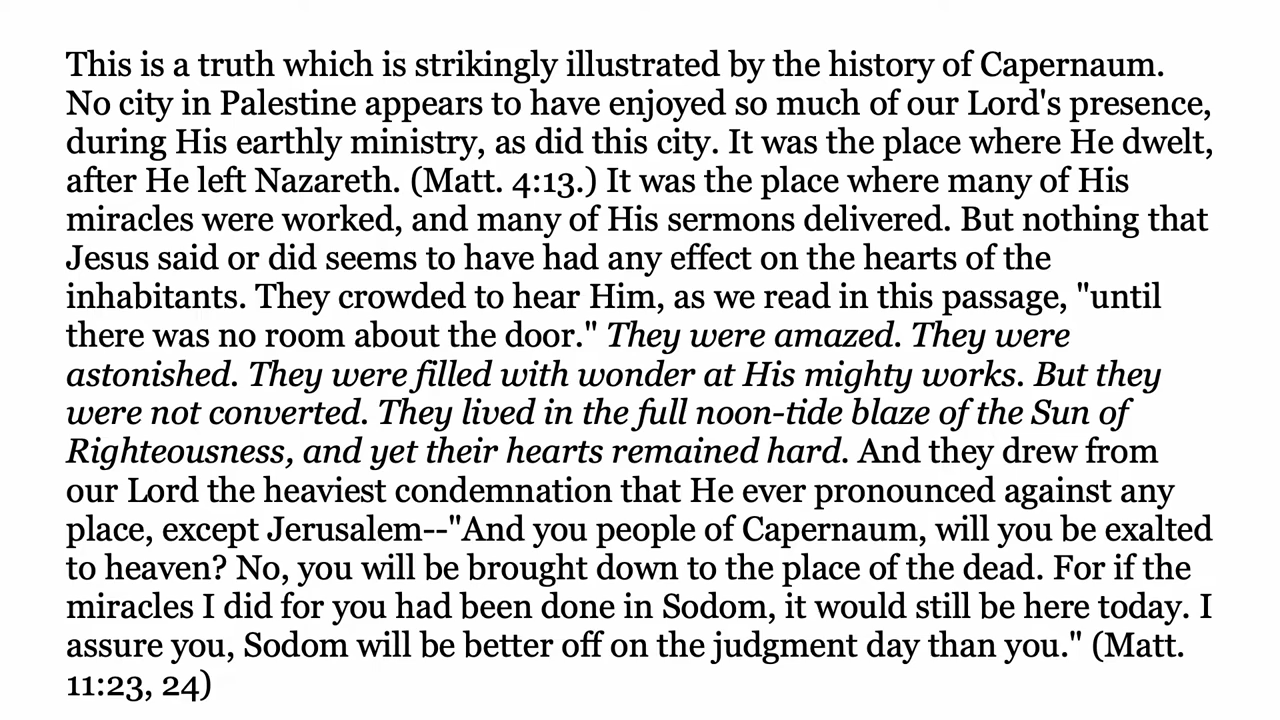 This is a truth which is strikingly illustrated by the history of Capernaum.
No city in Palestine appears to have enjoyed so much of our Lord's presence,
during His earthly ministry, as did this city. It was the place where He dwelt,
after He left Nazareth. (Matt. 4:13.) It was the place where many of His
miracles were worked, and many of His sermons delivered. But nothing that
Jesus said or did seems to have had any effect on the hearts of the
inhabitants. They crowded to hear Him, as we read in this passage, "until
there was no room about the door." They were amazed. They were
astonished. They were filled with wonder at His mighty works. But they
were not converted. They lived in the full noon-tide blaze of the Sun of
Righteousness, and yet their hearts remained hard. And they drew from
our Lord the heaviest condemnation that He ever pronounced against any
place, except Jerusalem--"And you people of Capernaum, will you be exalted
to heaven? No, you will be brought down to the place of the dead. For if the
miracles I did for you had been done in Sodom, it would still be here today. I
assure you, Sodom will be better off on the judgment day than you." (Matt.
11:23, 24)